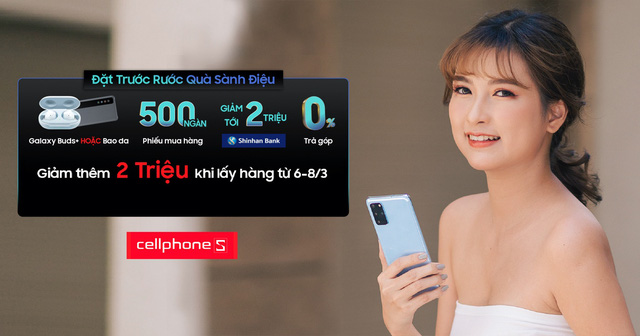 Đặt Trước Rước Quà Sành Điệu
500 NGÀN
GIẢM TỚI 2 TRIỆU
0%
Galaxy Buds+ HOẶC Bao da
Phiếu mua hàng
Shinhan Bank
Trả góp
Giảm thêm 2 Triệu khi lấy hàng từ 6-8/3
cellphone S